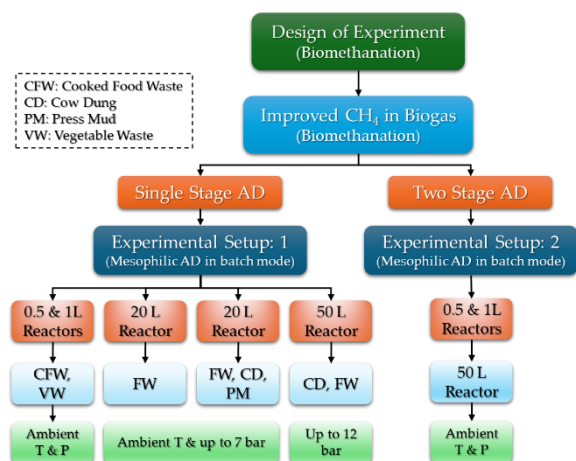 Design of Experiment
(Biomethanation)
CFW: Cooked Food Waste
CD: Cow Dung
PM: Press Mud
VW: Vegetable Waste
Improved CH₄ in Biogas
(Biomethanation)
Single Stage AD
Two Stage AD
Experimental Setup: 1
(Mesophilic AD in batch mode)
Experimental Setup: 2
(Mesophilic AD in batch mode)
0.5 & 1L
Reactors
20 L
Reactor
20 L
Reactor
50 L
Reactor
0.5 & 1L
Reactors
CFW,
VW
FW
FW, CD,
PM
CD, FW
50 L
Reactor
Ambient
T & P
Ambient T & up to 7 bar
Up to 12
bar
Ambient
T & P